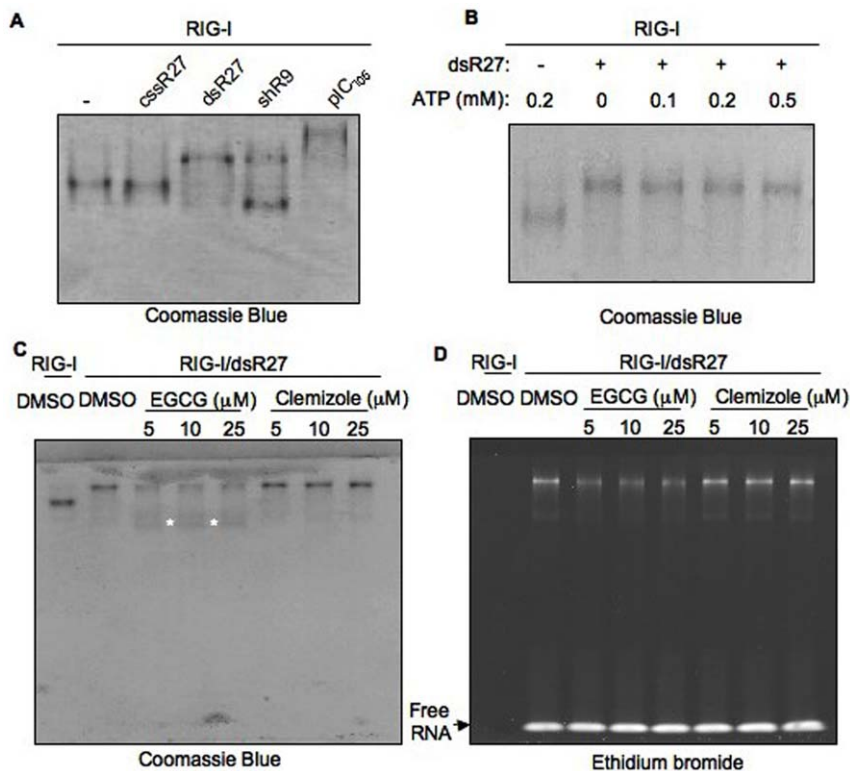 A
RIG-I
- cssR27 dsR27 shR9 pIC105
Coomassie Blue
B
RIG-I
dsR27: - + + + +
ATP (mM): 0.2 0 0.1 0.2 0.5
Coomassie Blue
C
RIG-I RIG-I/dsR27
DMSO DMSO EGCG (μM) Clemizole (μM)
5 10 25 5 10 25
* *
Coomassie Blue
D
RIG-I RIG-I/dsR27
DMSO DMSO EGCG (μM) Clemizole (μM)
5 10 25 5 10 25
Free
RNA
Ethidium bromide